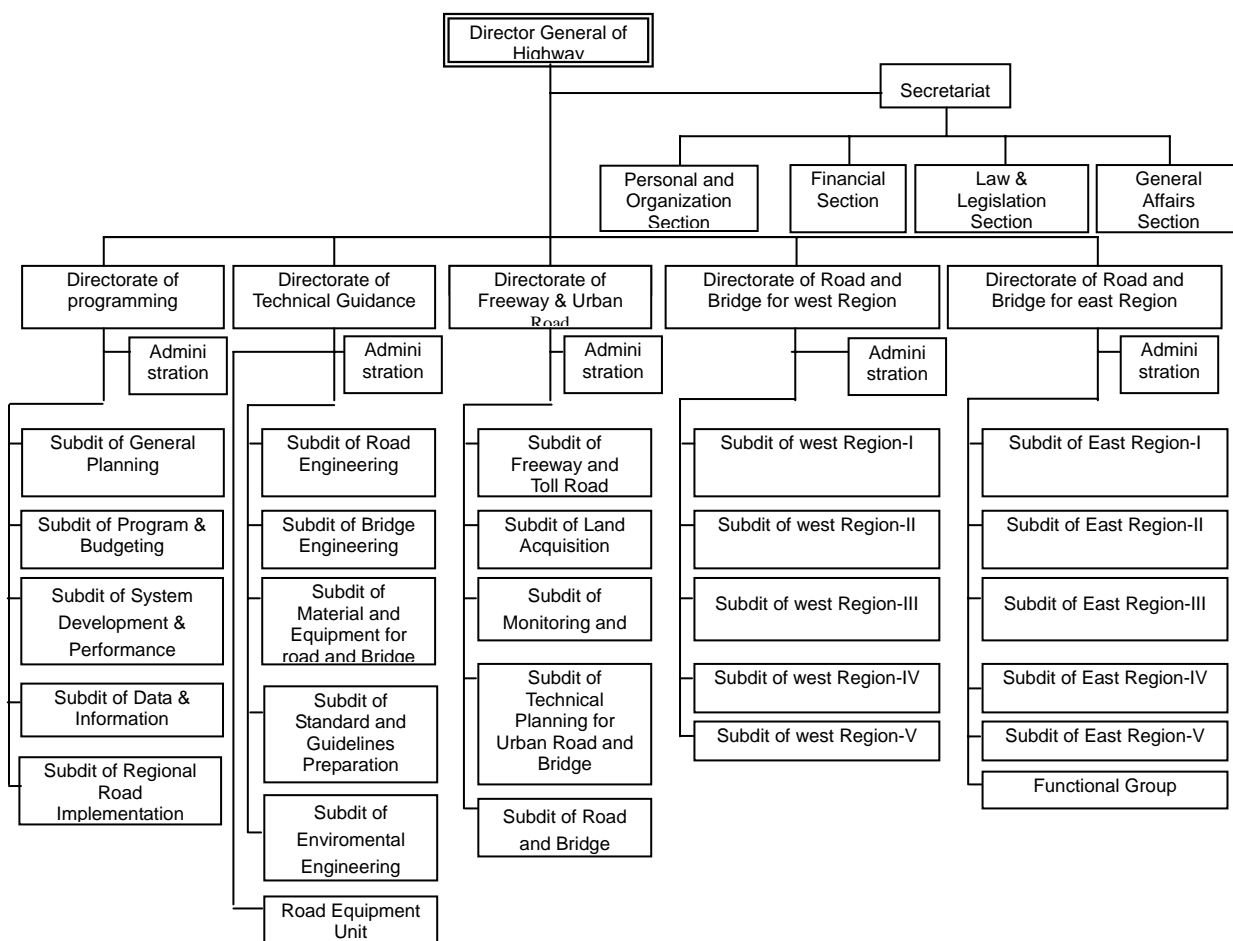 Director General of
Highway
Secretariat
Personal and
Organization
Section
Financial
Section
Law &
Legislation
Section
General
Affairs
Section
Directorate of
programming
Directorate of
Technical Guidance
Directorate of
Freeway & Urban
Road
Directorate of Road and
Bridge for west Region
Directorate of Road and
Bridge for east Region
Admini
stration
Admini
stration
Admini
stration
Admini
stration
Admini
stration
Subdit of General
Planning
Subdit of Program &
Budgeting
Subdit of System
Development &
Performance
Subdit of Data &
Information
Subdit of Regional
Road
Implementation
Subdit of Road
Engineering
Subdit of Bridge
Engineering
Subdit of
Material and
Equipment for
road and Bridge
Subdit of
Standard and
Guidelines
Preparation
Subdit of
Enviromental
Engineering
Road Equipment
Unit
Subdit of
Freeway and
Toll Road
Subdit of Land
Acquisition
Subdit of
Monitoring and
Subdit of
Technical
Planning for
Urban Road and
Bridge
Subdit of Road
and Bridge
Subdit of west Region-I
Subdit of west Region-II
Subdit of west Region-III
Subdit of west Region-IV
Subdit of west Region-V
Subdit of East Region-I
Subdit of East Region-II
Subdit of East Region-III
Subdit of East Region-IV
Subdit of East Region-V
Functional Group